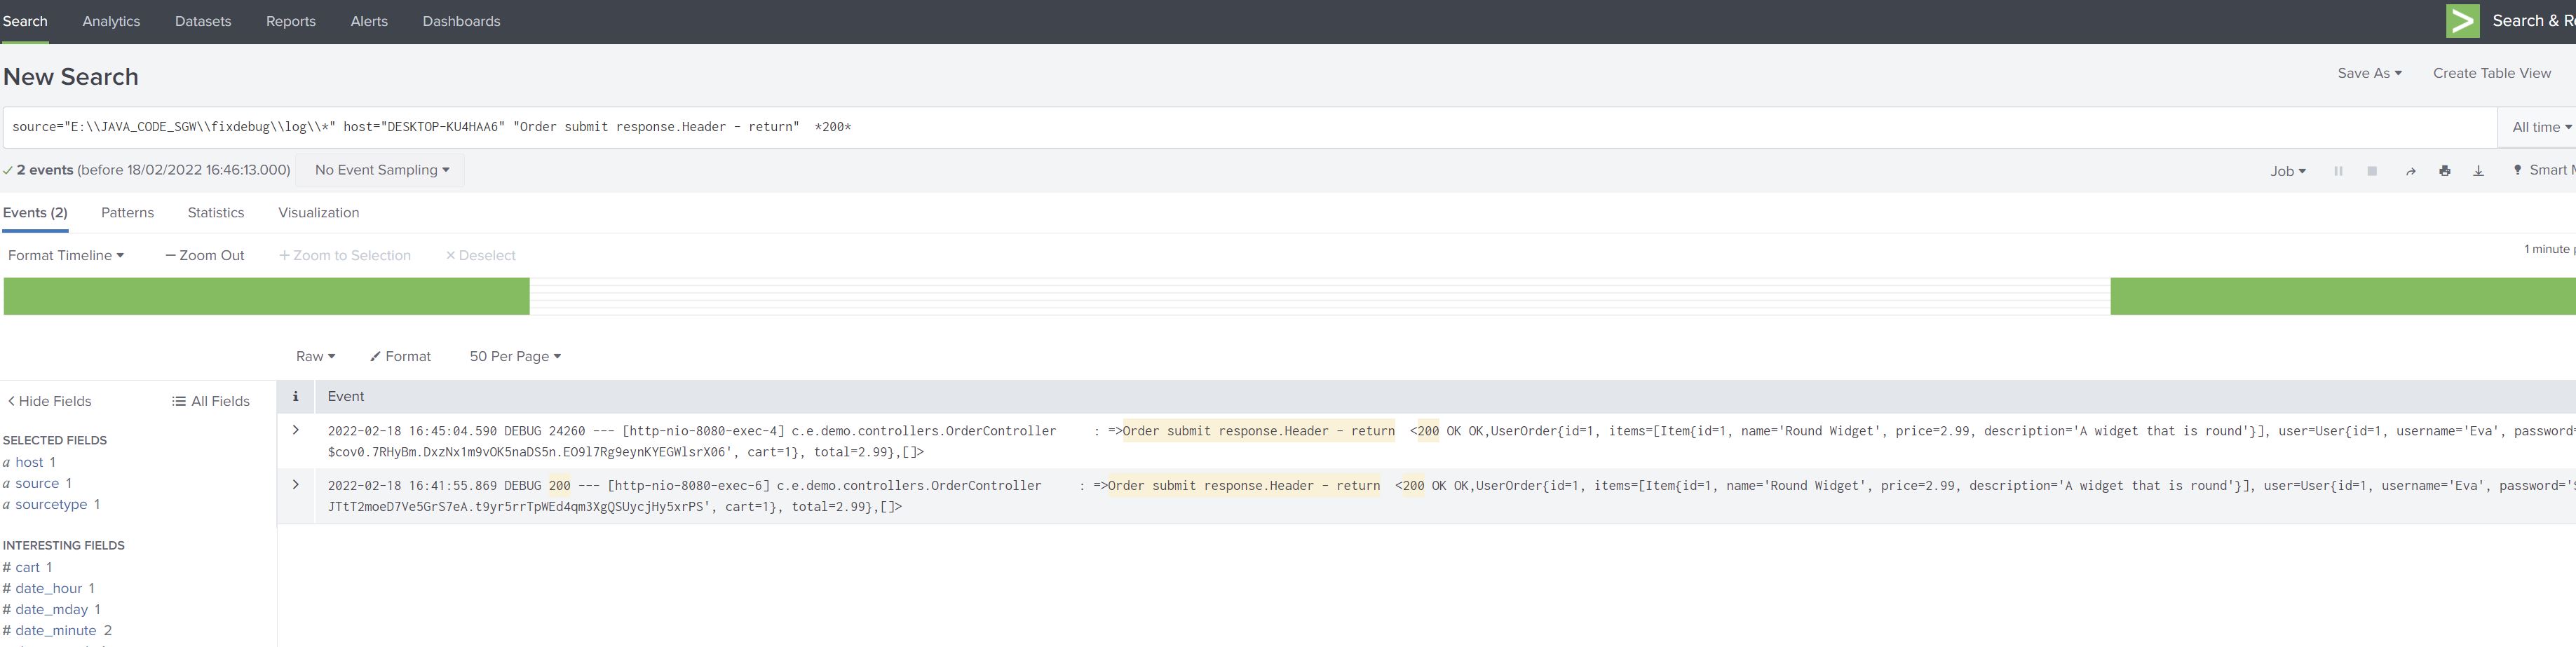 Search Analytics Datasets Reports Alerts Dashboards Search & R
New Search
Save As Create Table View
source="E:\\JAVA_CODE_SGW\\fixdebug\\log\\*" host="DESKTOP-KU4HAA6" "Order submit response.Header - return"  *200*
All time
2 events (before 18/02/2022 16:46:13.000) No Event Sampling
Job Smart M
Events (2) Patterns Statistics Visualization
Format Timeline — Zoom Out + Zoom to Selection × Deselect
1 minute p
Raw Format 50 Per Page
< Hide Fields All Fields
i Event
SELECTED FIELDS
a host 1
a source 1
a sourcetype 1
INTERESTING FIELDS
# cart 1
# date_hour 1
# date_mday 1
# date_minute 2
> 2022-02-18 16:45:04.590 DEBUG 24260 --- [http-nio-8080-exec-4] c.e.demo.controllers.OrderController : =>Order submit response.Header - return <200 OK OK,UserOrder{id=1, items=[Item{id=1, name='Round Widget', price=2.99, description='A widget that is round'}], user=User{id=1, username='Eva', password=
$cov0.7RHyBm.DxzNx1m9vOK5naDS5n.EO9l7Rg9eynKYEGWlsrX06', cart=1}, total=2.99},[]>
> 2022-02-18 16:41:55.869 DEBUG 200 --- [http-nio-8080-exec-6] c.e.demo.controllers.OrderController : =>Order submit response.Header - return <200 OK OK,UserOrder{id=1, items=[Item{id=1, name='Round Widget', price=2.99, description='A widget that is round'}], user=User{id=1, username='Eva', password='
JTtT2moeD7Ve5GrS7eA.t9yr5rrTpWEd4qm3XgQSUycjHy5xrPS', cart=1}, total=2.99},[]>